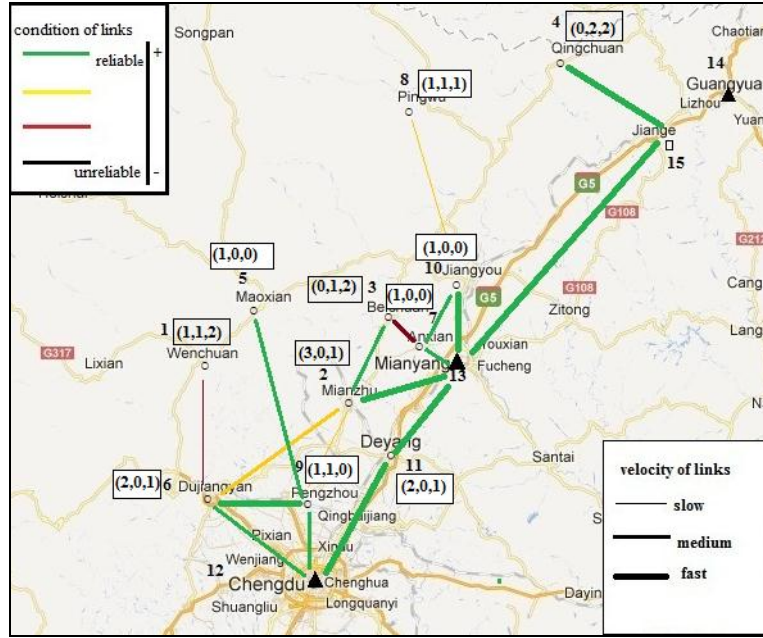 condition of links
+
reliable
unreliable
-
Songpan
4
(0,2,2)
Qingchuan
Chaotian
14
Guangyuan
Lizhou
8
(1,1,1)
Pingwu
Jiange
Yuan
15
G5
G108
G212
(1,0,0)
5
Maoxian
(1,0,0)
10
Jiangyou
(0,1,2)
3
(1,0,0)
7
G5
G108
Cang
Zitong
1
(1,1,2)
Wenchuan
G317
Lixian
Anxian
Youxian
Lang
Mianyang
Fucheng
13
(3,0,1)
2
Mianzhu
Deyang
11
(2,0,1)
Santai
9
(1,1,0)
(2,0,1)
6
Dujiangyan
Pengzhou
Qingbaijiang
Pixian
Wenjiang
12
Chengdu
Chenghua
Shuangliu
Longquanyi
Dayin
velocity of links
slow
medium
fast